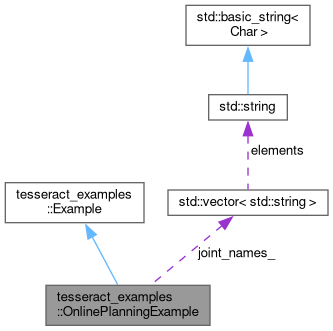 std::basic_string<
Char >
std::string
elements
tesseract_examples
::Example
std::vector< std::string >
joint_names_
tesseract_examples
::OnlinePlanningExample